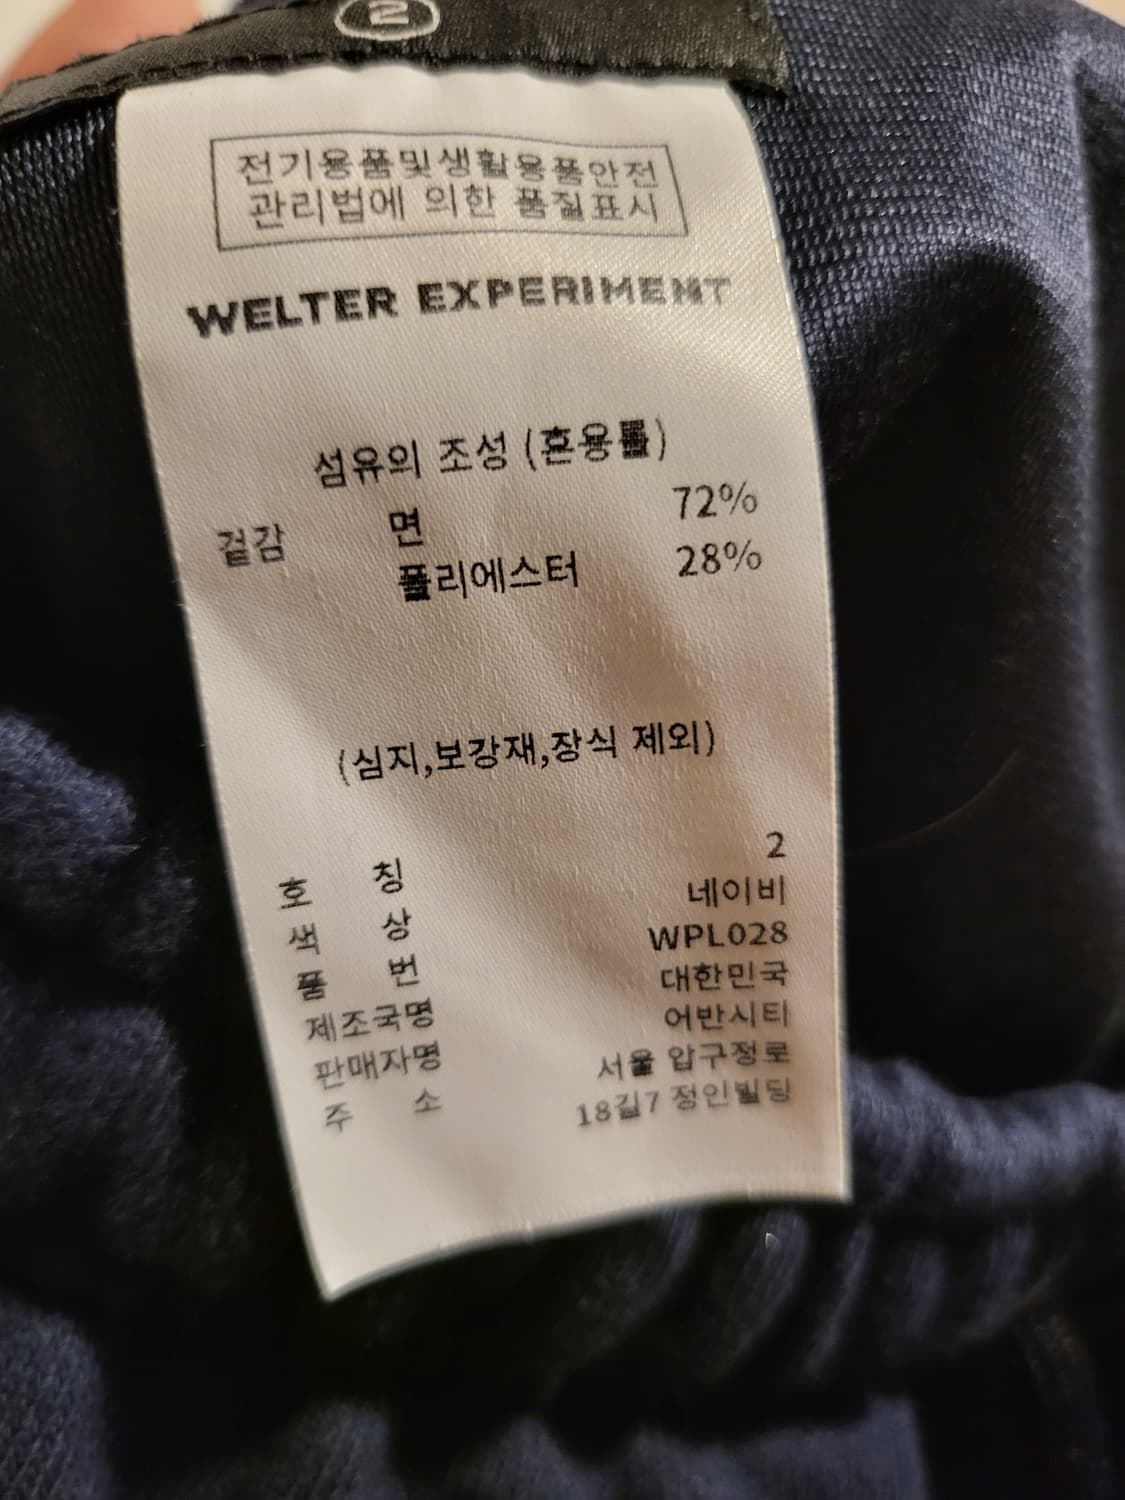 2
전기용품및생활용품안전
관리법에 의한 품질표시
WELTER EXPERIMENT
섬유의 조성 (혼용률)
겉감 면 72%
폴리에스터 28%
(심지,보강재,장식 제외)
호 칭 2
색 상 네이비
품 번 WPL028
제조국명 대한민국
판매자명 어반시티
주 소 서울 압구정로
18길7 정인빌딩